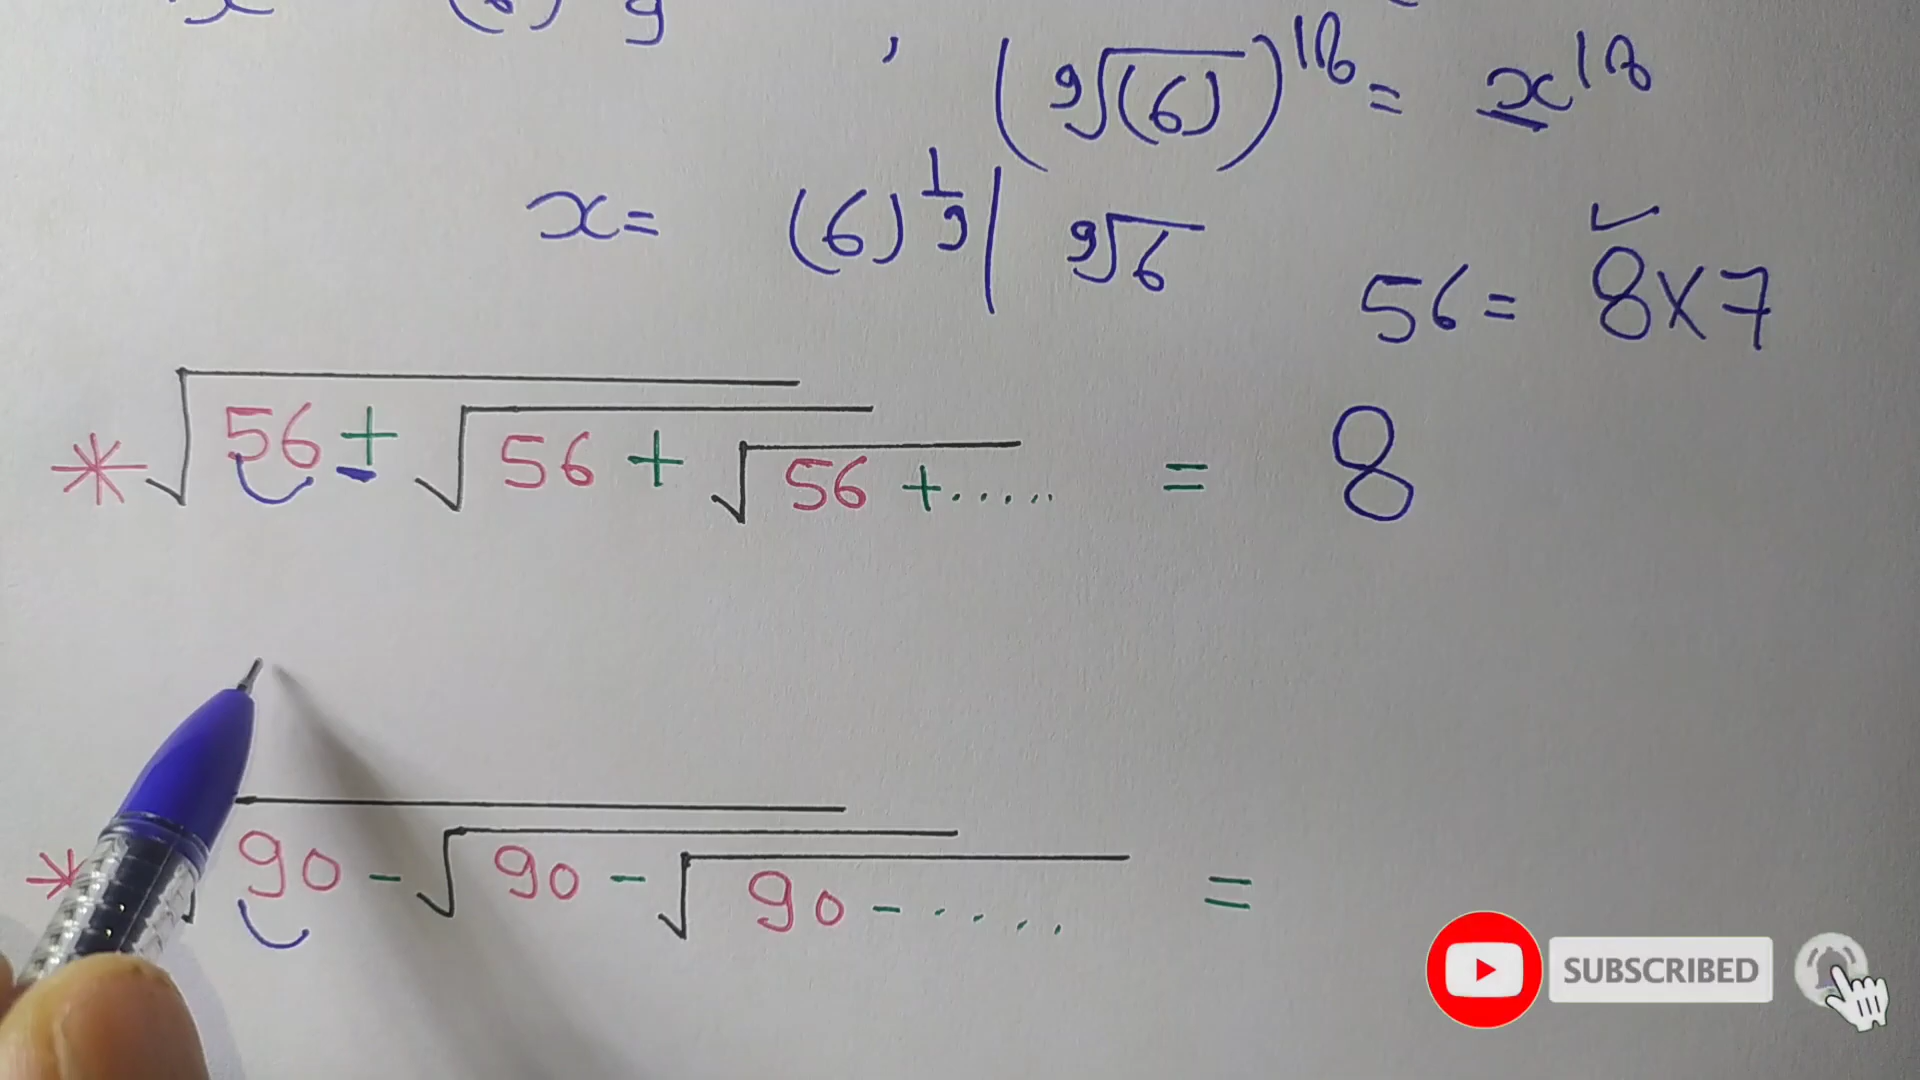 (⁹√(6))¹⁸ = x¹⁸
x = (6)^(1/9) | ⁹√6
56 = 8×7
* √56 + √56 + √56 + ..... = 8
* √90 - √90 - √90 - ..... =
SUBSCRIBED